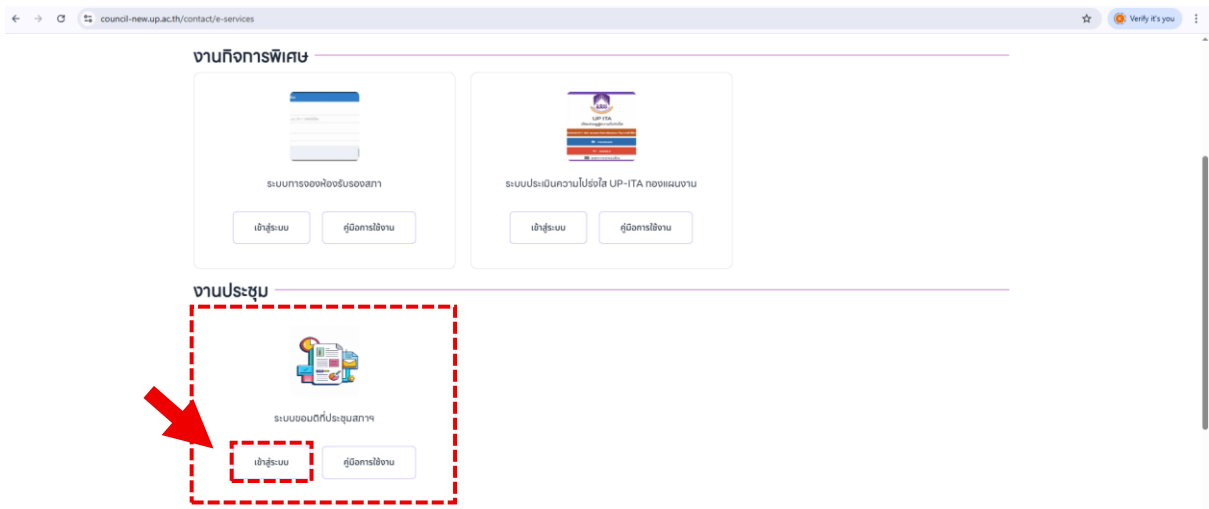 council-new.up.ac.th/contact/e-services
Verify it's you
งานกิจการพิเศษ
UP ITA
ระบบการจองห้องรับรองสภา
ระบบประเมินความโปร่งใส UP-ITA กองแผนงาน
เข้าสู่ระบบ
คู่มือการใช้งาน
เข้าสู่ระบบ
คู่มือการใช้งาน
งานประชุม
ระบบขอมติที่ประชุมสภาฯ
เข้าสู่ระบบ
คู่มือการใช้งาน